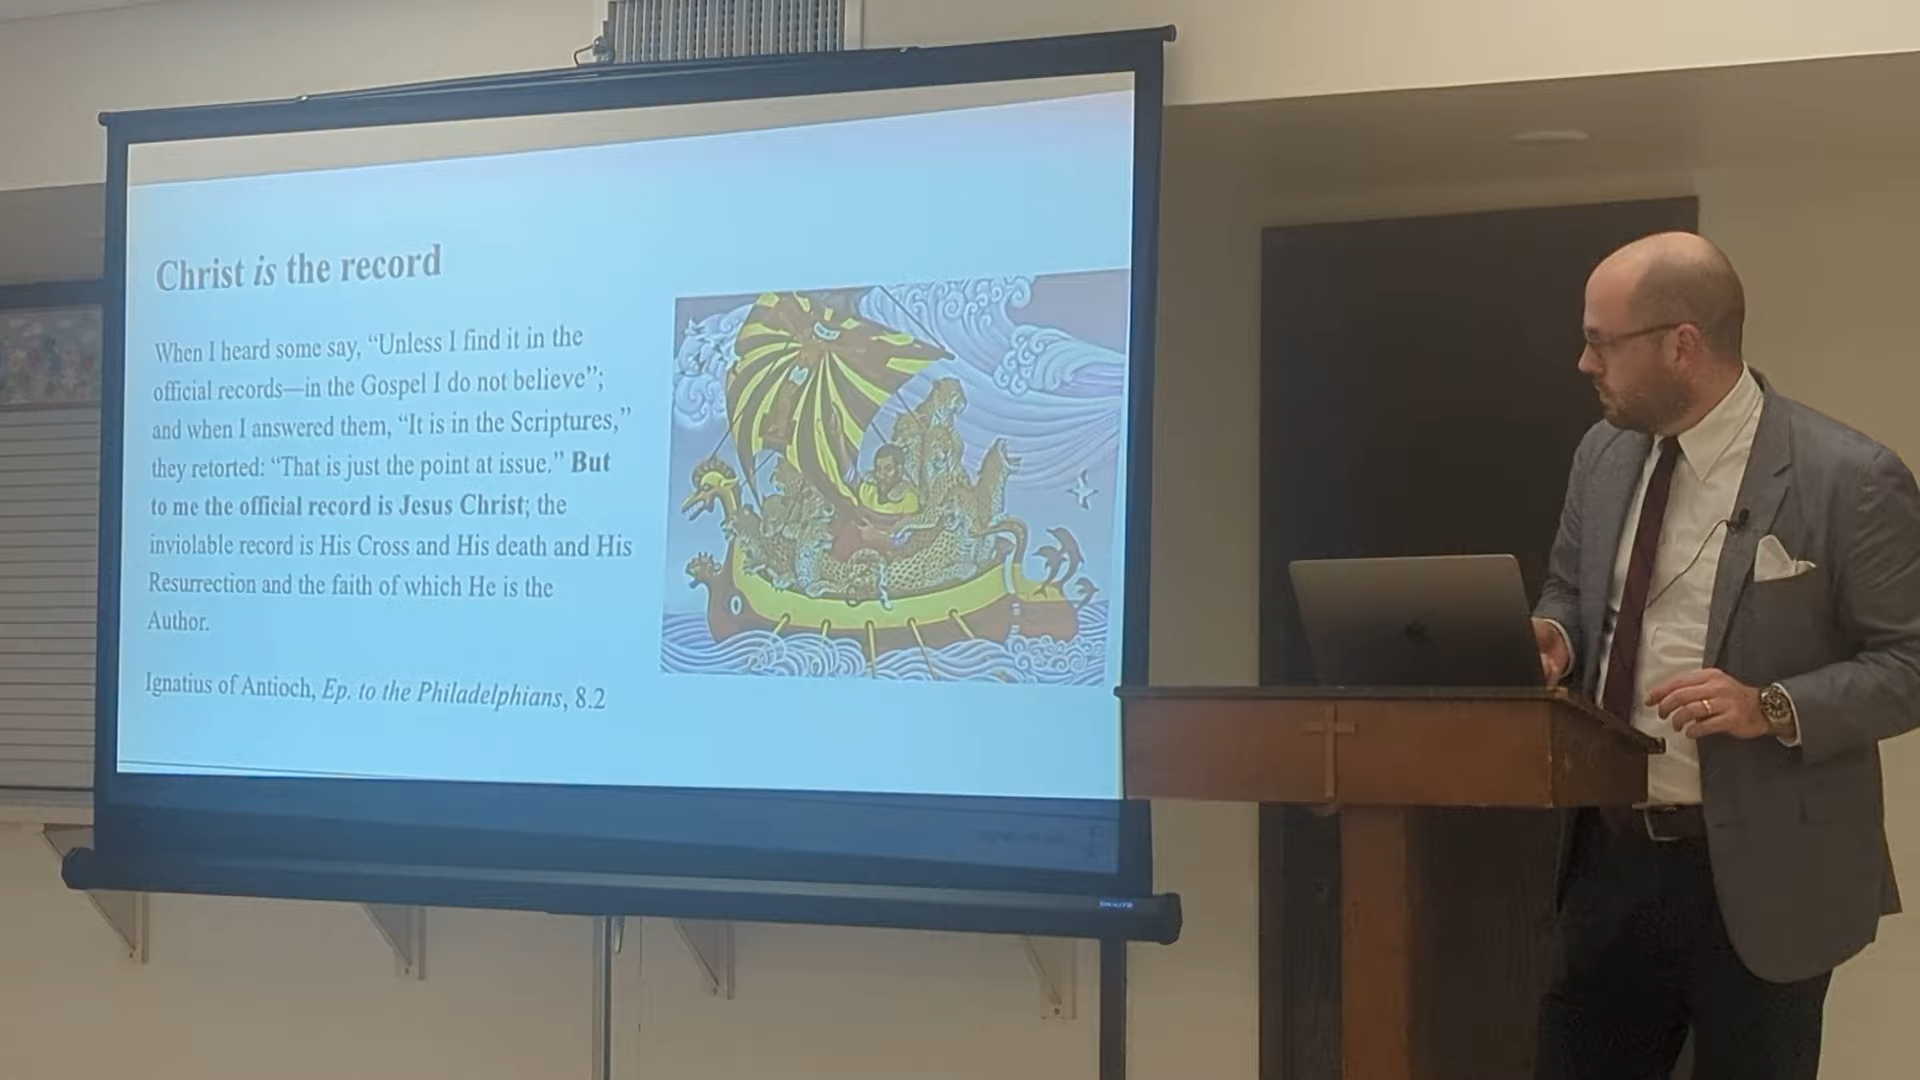 Christ is the record
When I heard some say, “Unless I find it in the
official records—in the Gospel I do not believe”;
and when I answered them, “It is in the Scriptures,”
they retorted: “That is just the point at issue.” But
to me the official record is Jesus Christ; the
inviolable record is His Cross and His death and His
Resurrection and the faith of which He is the
Author.
Ignatius of Antioch, Ep. to the Philadelphians, 8.2